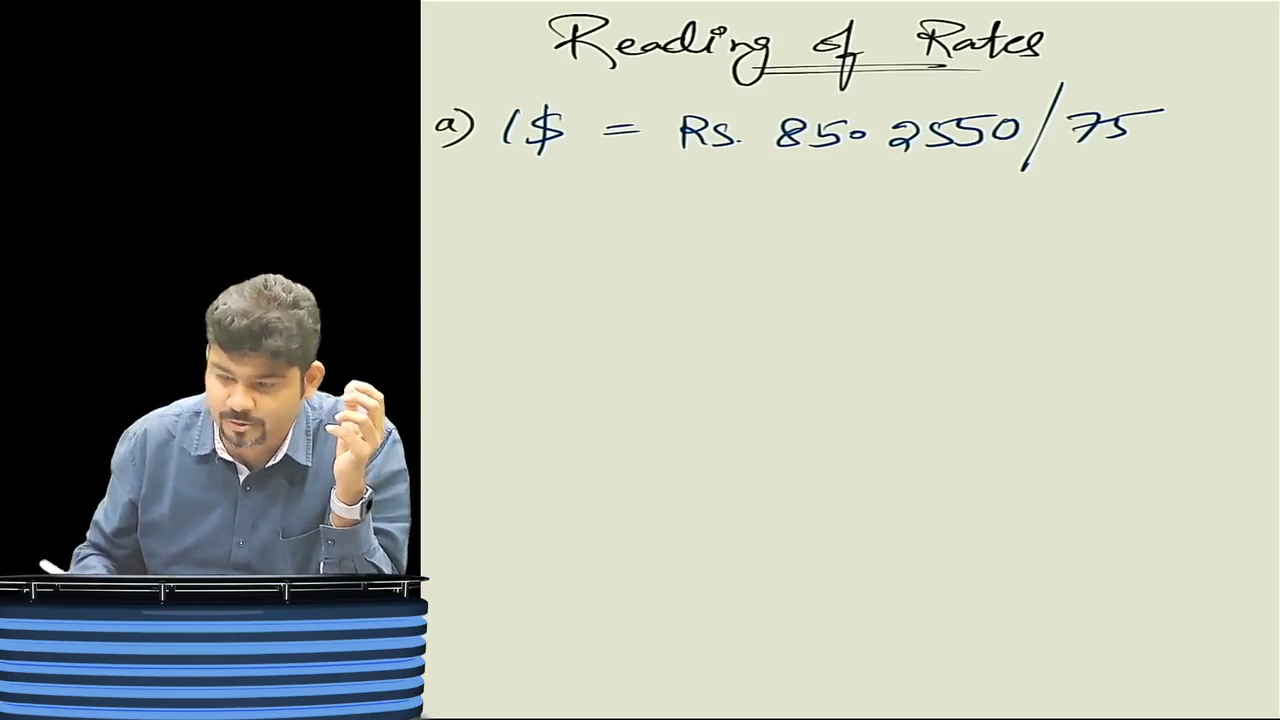 Reading of Rates
a) 1$ = Rs. 85.2550/75